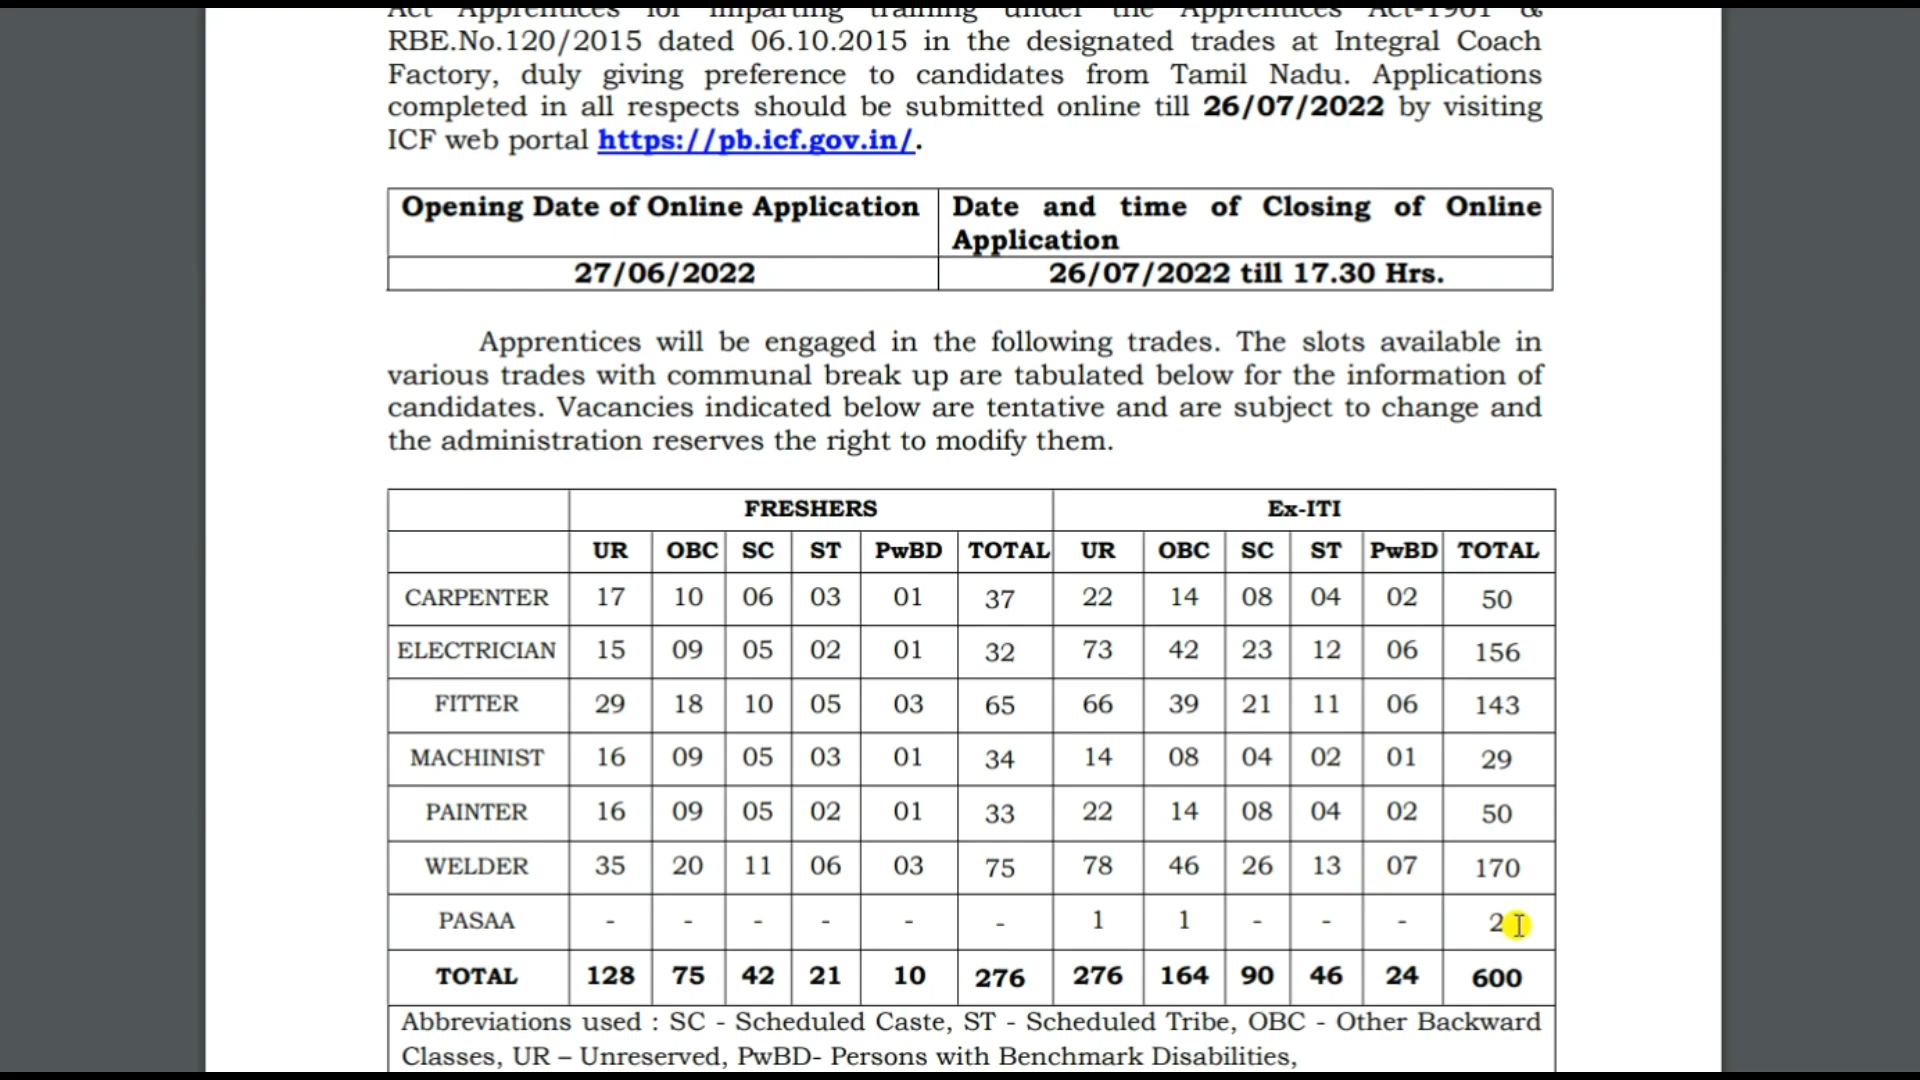 Act Apprentices for imparting training under the Apprentices Act-1961 &
RBE.No.120/2015 dated 06.10.2015 in the designated trades at Integral Coach
Factory, duly giving preference to candidates from Tamil Nadu. Applications
completed in all respects should be submitted online till 26/07/2022 by visiting
ICF web portal https://pb.icf.gov.in/.
Opening Date of Online Application Date and time of Closing of Online
Application
27/06/2022 26/07/2022 till 17.30 Hrs.
Apprentices will be engaged in the following trades. The slots available in
various trades with communal break up are tabulated below for the information of
candidates. Vacancies indicated below are tentative and are subject to change and
the administration reserves the right to modify them.
FRESHERS Ex-ITI
UR OBC SC ST PwBD TOTAL UR OBC SC ST PwBD TOTAL
CARPENTER 17 10 06 03 01 37 22 14 08 04 02 50
ELECTRICIAN 15 09 05 02 01 32 73 42 23 12 06 156
FITTER 29 18 10 05 03 65 66 39 21 11 06 143
MACHINIST 16 09 05 03 01 34 14 08 04 02 01 29
PAINTER 16 09 05 02 01 33 22 14 08 04 02 50
WELDER 35 20 11 06 03 75 78 46 26 13 07 170
PASAA - - - - - - 1 1 - - - 2
TOTAL 128 75 42 21 10 276 276 164 90 46 24 600
Abbreviations used : SC - Scheduled Caste, ST - Scheduled Tribe, OBC - Other Backward
Classes, UR – Unreserved, PwBD- Persons with Benchmark Disabilities,